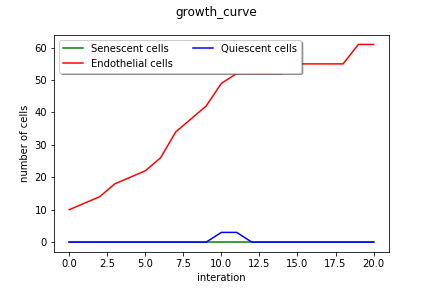 growth_curve
Senescent cells
Quiescent cells
Endothelial cells
60
50
40
30
20
10
0
number of cells
0.0 2.5 5.0 7.5 10.0 12.5 15.0 17.5 20.0
interation